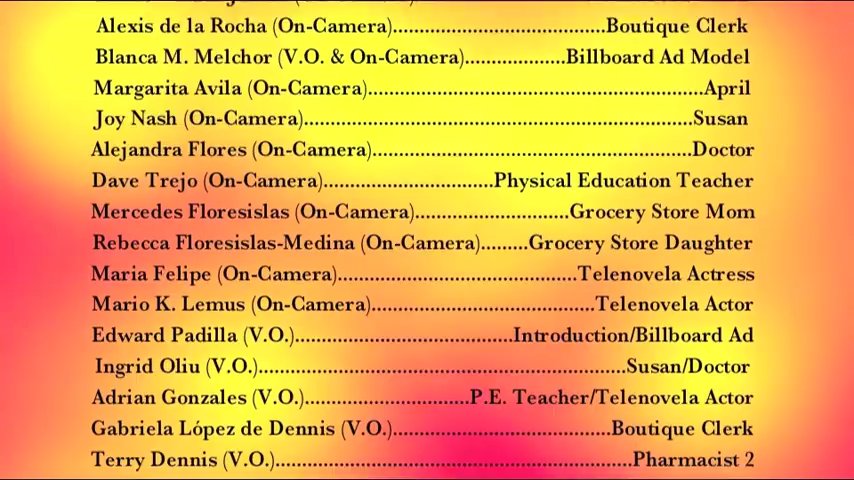 Alexis de la Rocha (On-Camera).....................................................Boutique Clerk
Blanca M. Melchor (V.O. & On-Camera).........................Billboard Ad Model
Margarita Avila (On-Camera)....................................................................................April
Joy Nash (On-Camera).................................................................................................Susan
Alejandra Flores (On-Camera)................................................................................Doctor
Dave Trejo (On-Camera)..........................................Physical Education Teacher
Mercedes Floresislas (On-Camera)......................................Grocery Store Mom
Rebecca Floresislas-Medina (On-Camera)............Grocery Store Daughter
Maria Felipe (On-Camera)............................................................Telenovela Actress
Mario K. Lemus (On-Camera)........................................................Telenovela Actor
Edward Padilla (V.O.)......................................................Introduction/Billboard Ad
Ingrid Oliu (V.O.)............................................................................................Susan/Doctor
Adrian Gonzales (V.O.).........................................P.E. Teacher/Telenovela Actor
Gabriela López de Dennis (V.O.)......................................................Boutique Clerk
Terry Dennis (V.O.).........................................................................................Pharmacist 2